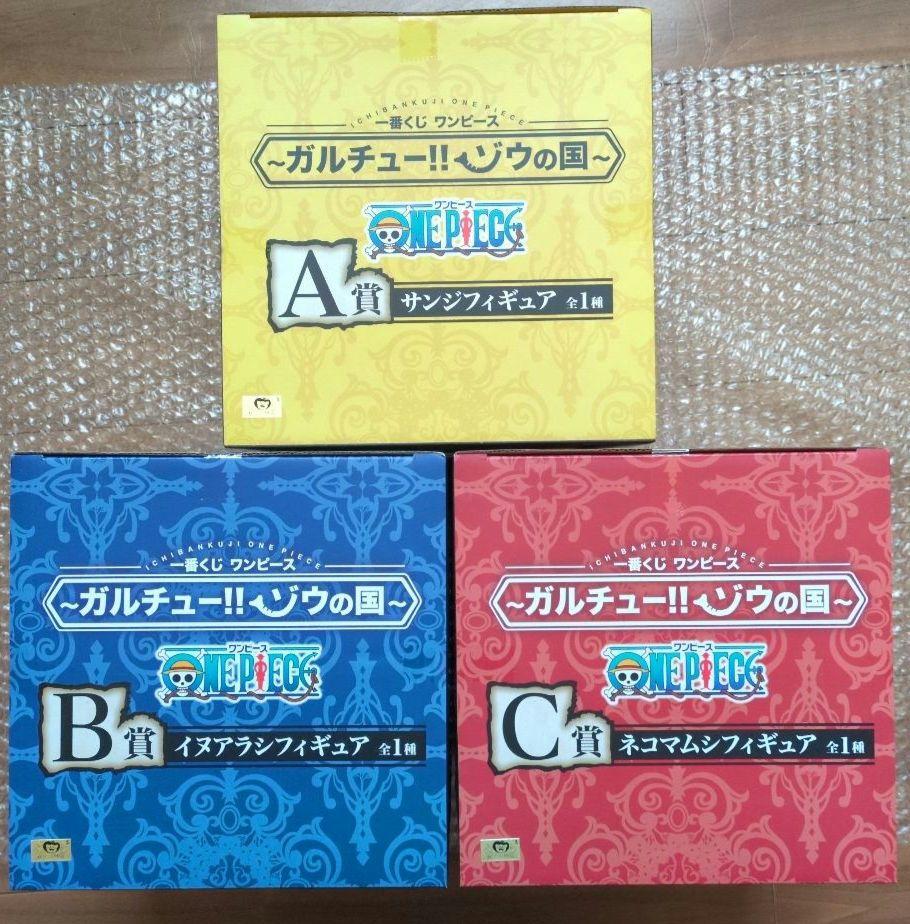 ICHIBANKUJI ONE PIECE
一番くじ ワンピース
～ガルチュー!!ゾウの国～
ワンピース
ONE PIECE
A賞 サンジフィギュア 全1種
ICHIBANKUJI ONE PIECE
一番くじ ワンピース
～ガルチュー!!ゾウの国～
ワンピース
ONE PIECE
B賞 イヌアラシフィギュア 全1種
ICHIBANKUJI ONE PIECE
一番くじ ワンピース
～ガルチュー!!ゾウの国～
ワンピース
ONE PIECE
C賞 ネコマムシフィギュア 全1種